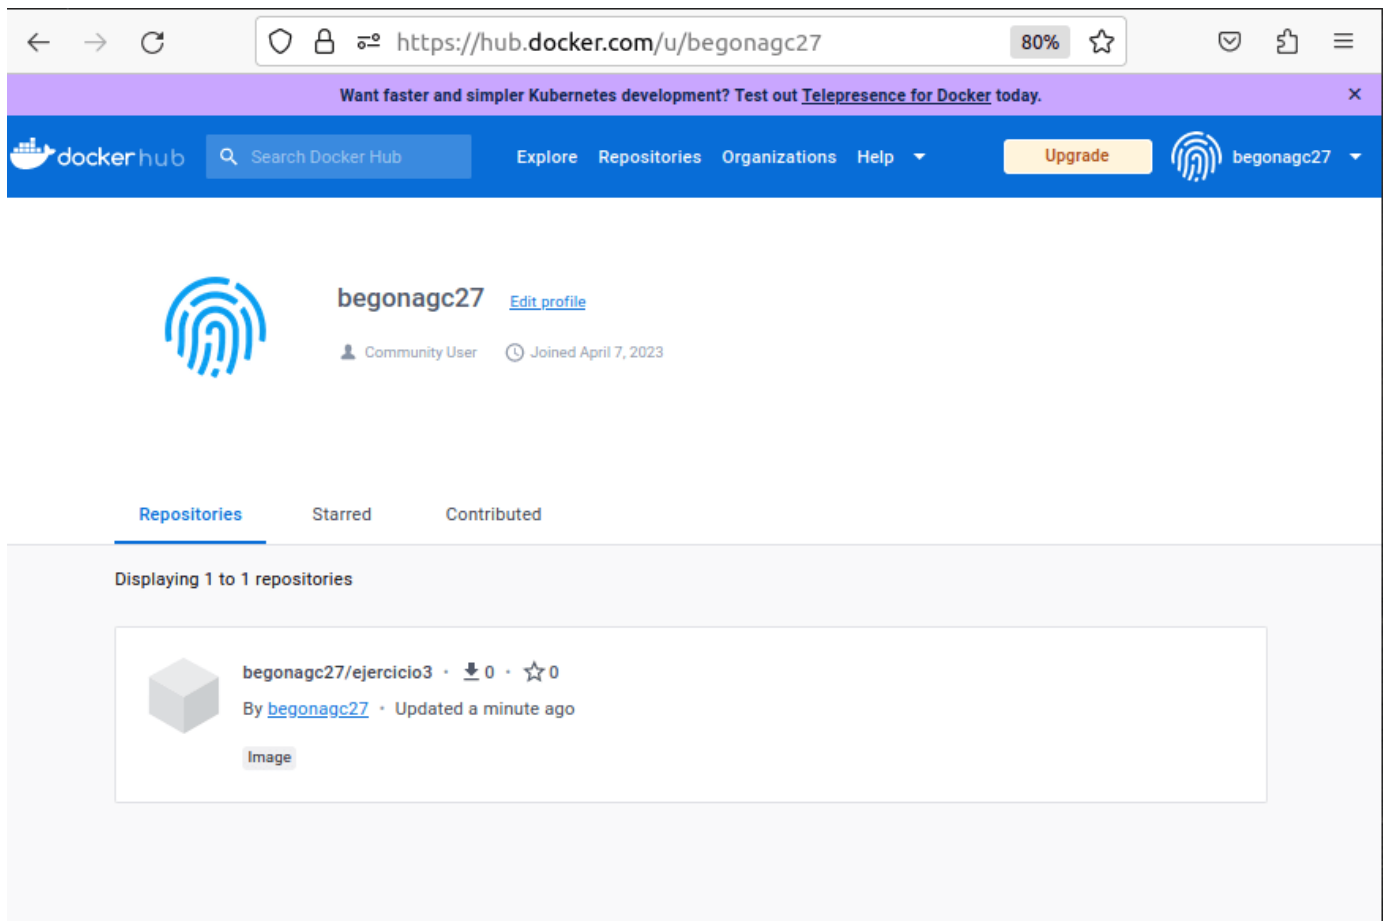 https://hub.docker.com/u/begonagc27 80%
Want faster and simpler Kubernetes development? Test out Telepresence for Docker today. ×
dockerhub Search Docker Hub Explore Repositories Organizations Help Upgrade begonagc27
begonagc27 Edit profile
Community User Joined April 7, 2023
Repositories Starred Contributed
Displaying 1 to 1 repositories
begonagc27/ejercicio3 · 0 · 0
By begonagc27 · Updated a minute ago
Image